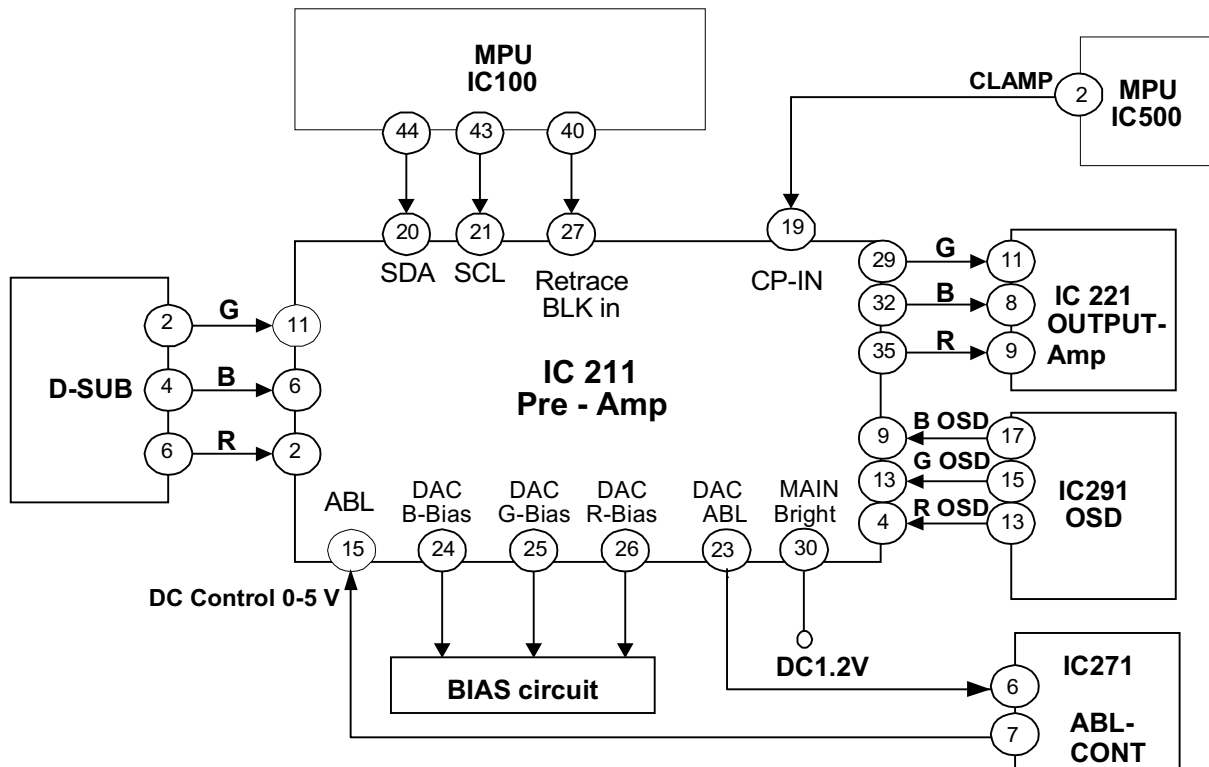 MPU
IC100
44
43
40
CLAMP
2
MPU
IC500
20
21
27
19
SDA
SCL
Retrace
BLK in
CP-IN
D-SUB
2
G
11
4
B
6
6
R
2
IC 211
Pre - Amp
29
G
11
32
B
8
35
R
9
IC 221
OUTPUT-
Amp
9
B OSD
17
13
G OSD
15
4
R OSD
13
IC291
OSD
ABL
DAC
B-Bias
DAC
G-Bias
DAC
R-Bias
DAC
ABL
MAIN
Bright
15
24
25
26
23
30
DC Control 0-5 V
BIAS circuit
DC1.2V
6
7
IC271
ABL-
CONT